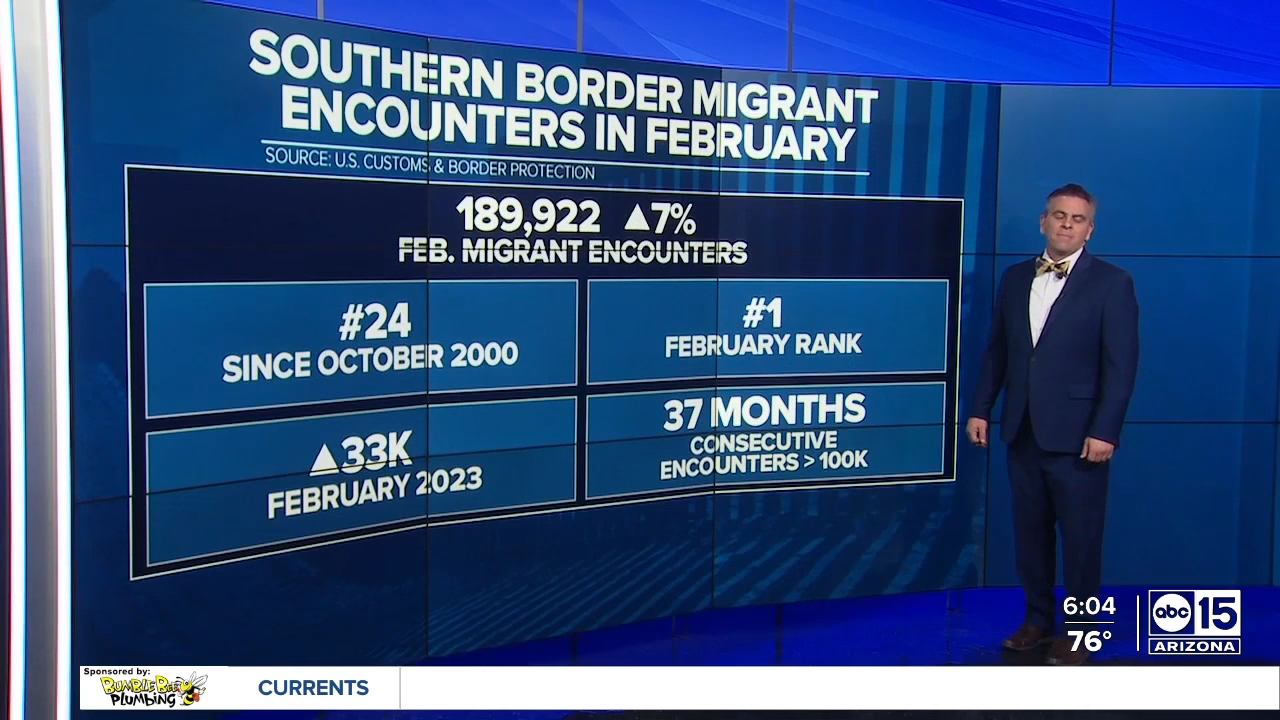 SOUTHERN BORDER MIGRANT
ENCOUNTERS IN FEBRUARY
SOURCE: U.S. CUSTOMS & BORDER PROTECTION
189,922 ▲7%
FEB. MIGRANT ENCOUNTERS
#24
SINCE OCTOBER 2000
#1
FEBRUARY RANK
▲33K
FEBRUARY 2023
37 MONTHS
CONSECUTIVE
ENCOUNTERS > 100K
6:04
76°
abc 15
ARIZONA
Sponsored by:
BUMBLE BEE
PLUMBING
CURRENTS